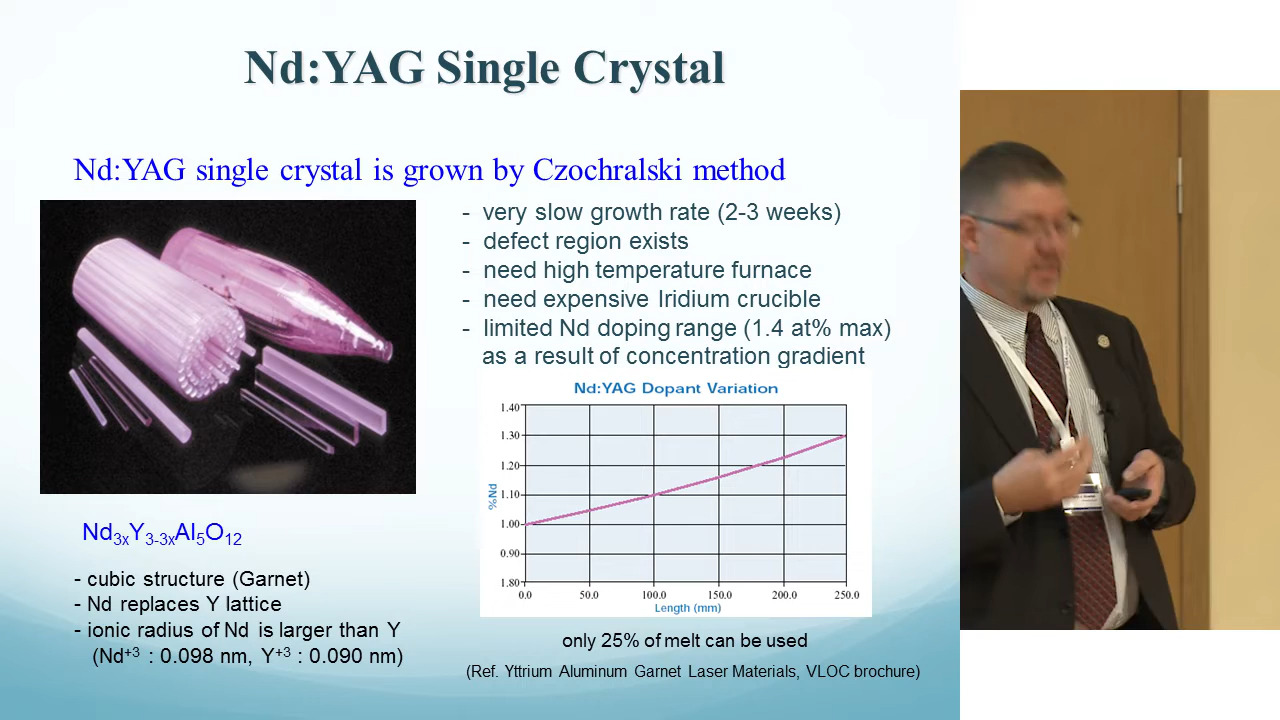 Nd:YAG Single Crystal
Nd:YAG single crystal is grown by Czochralski method
- very slow growth rate (2-3 weeks)
- defect region exists
- need high temperature furnace
- need expensive Iridium crucible
- limited Nd doping range (1.4 at% max)
as a result of concentration gradient
Nd:YAG Dopant Variation
1.40
1.30
1.20
1.10
1.00
0.90
1.80
%Nd
0.0 50.0 100.0 150.0 200.0 250.0
Length (mm)
only 25% of melt can be used
(Ref. Yttrium Aluminum Garnet Laser Materials, VLOC brochure)
Nd3xY3-3xAl5O12
- cubic structure (Garnet)
- Nd replaces Y lattice
- ionic radius of Nd is larger than Y
(Nd+3 : 0.098 nm, Y+3 : 0.090 nm)